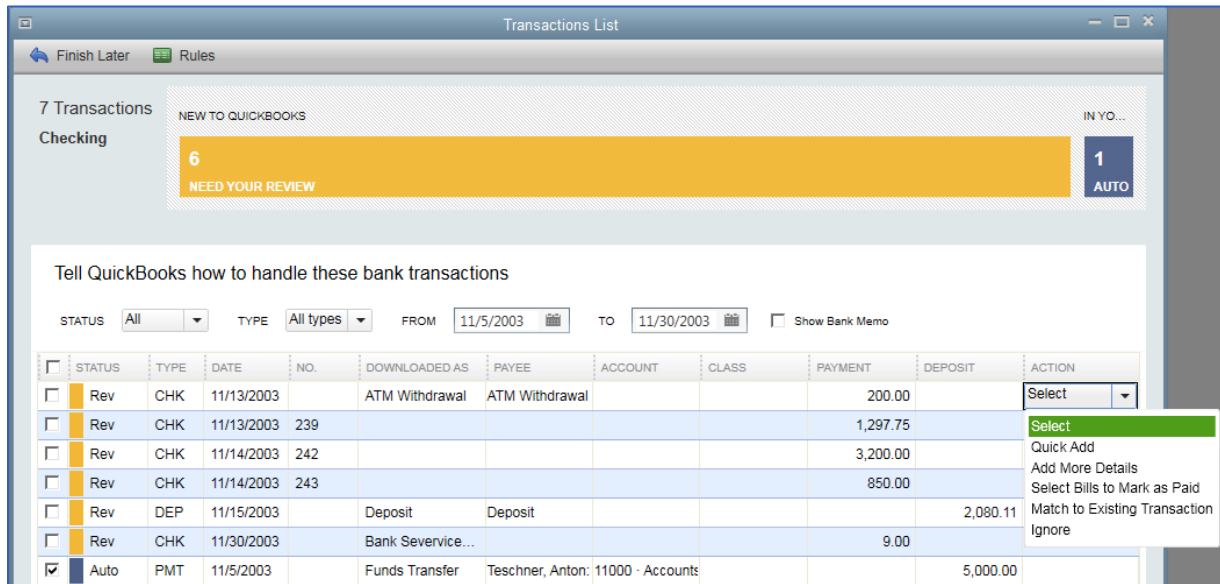 Transactions List
Finish Later Rules
7 Transactions
Checking
NEW TO QUICKBOOKS IN YO...
6 1
NEED YOUR REVIEW AUTO
Tell QuickBooks how to handle these bank transactions
STATUS All TYPE All types FROM 11/5/2003 TO 11/30/2003 Show Bank Memo
STATUS TYPE DATE NO. DOWNLOADED AS PAYEE ACCOUNT CLASS PAYMENT DEPOSIT ACTION
Rev CHK 11/13/2003 ATM Withdrawal ATM Withdrawal 200.00 Select
Rev CHK 11/13/2003 239 1,297.75
Rev CHK 11/14/2003 242 3,200.00
Rev CHK 11/14/2003 243 850.00
Rev DEP 11/15/2003 Deposit Deposit 2,080.11
Rev CHK 11/30/2003 Bank Severvice... 9.00
Auto PMT 11/5/2003 Funds Transfer Teschner, Anton: 11000 · Accounts 5,000.00
Select
Quick Add
Add More Details
Select Bills to Mark as Paid
Match to Existing Transaction
Ignore